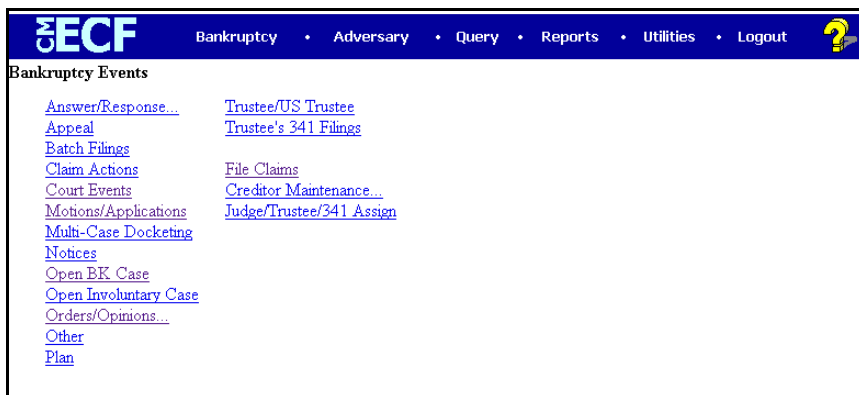 CM ECF Bankruptcy • Adversary • Query • Reports • Utilities • Logout ?
Bankruptcy Events
Answer/Response... Trustee/US Trustee
Appeal Trustee's 341 Filings
Batch Filings
Claim Actions File Claims
Court Events Creditor Maintenance...
Motions/Applications Judge/Trustee/341 Assign
Multi-Case Docketing
Notices
Open BK Case
Open Involuntary Case
Orders/Opinions...
Other
Plan